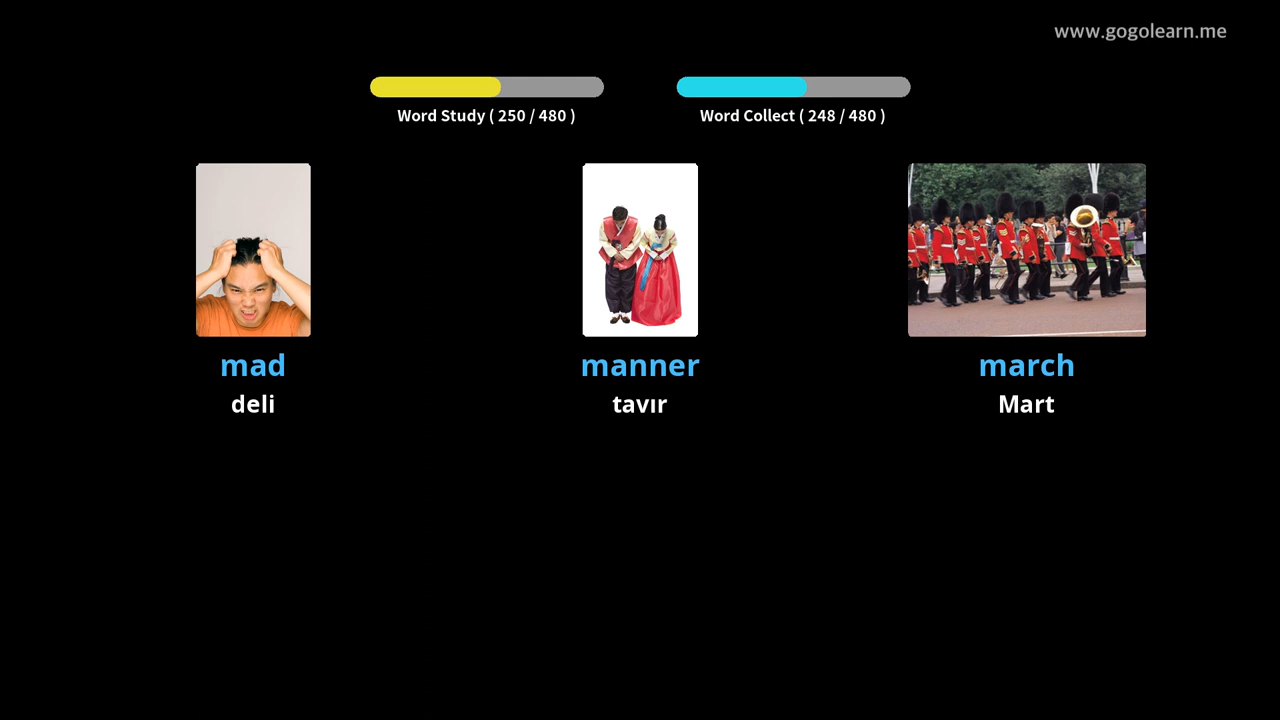 www.gogolearn.me
Word Study ( 250 / 480 )
Word Collect ( 248 / 480 )
mad
deli
manner
tavır
march
Mart